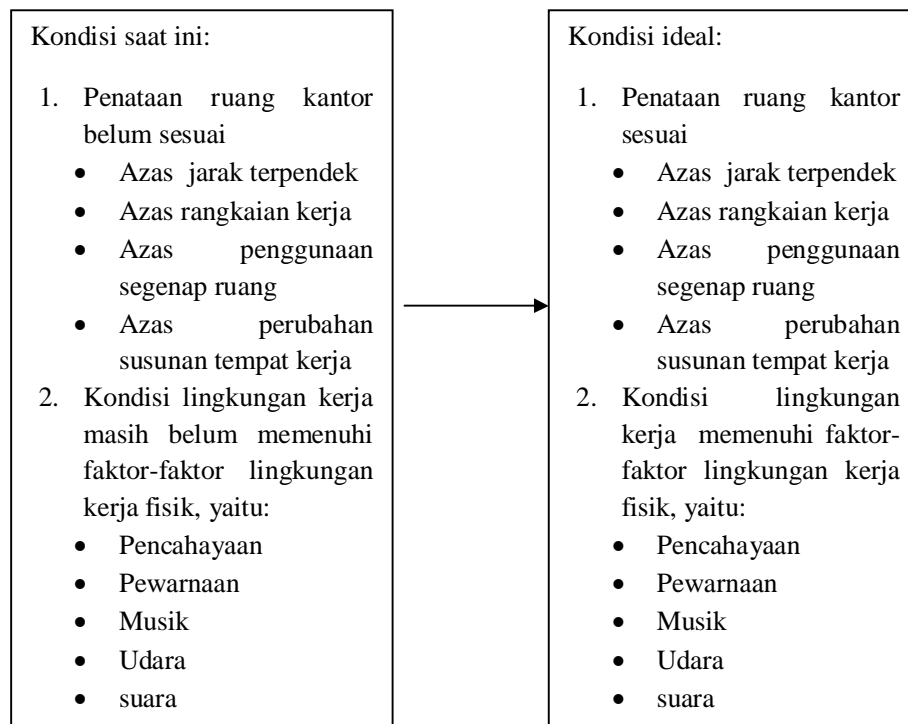 Kondisi saat ini:
1. Penataan ruang kantor
belum sesuai
• Azas jarak terpendek
• Azas rangkaian kerja
• Azas penggunaan
segenap ruang
• Azas perubahan
susunan tempat kerja
2. Kondisi lingkungan kerja
masih belum memenuhi
faktor-faktor lingkungan
kerja fisik, yaitu:
• Pencahayaan
• Pewarnaan
• Musik
• Udara
• suara
Kondisi ideal:
1. Penataan ruang kantor
sesuai
• Azas jarak terpendek
• Azas rangkaian kerja
• Azas penggunaan
segenap ruang
• Azas perubahan
susunan tempat kerja
2. Kondisi lingkungan
kerja memenuhi faktor-
faktor lingkungan kerja
fisik, yaitu:
• Pencahayaan
• Pewarnaan
• Musik
• Udara
• suara